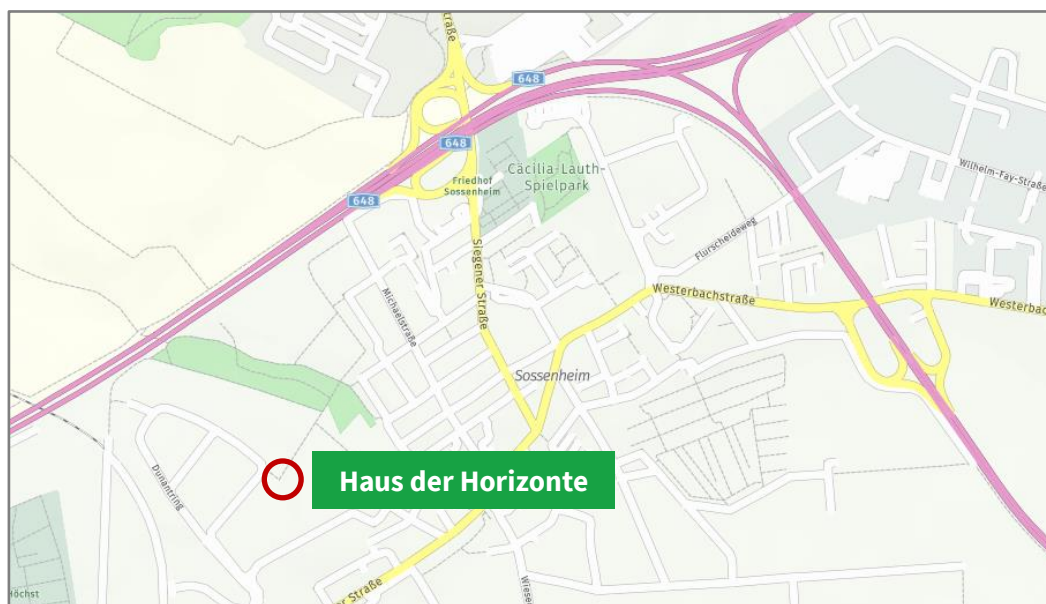 traße
648
648
648
Cäcilia-Lauth-
Spielpark
Friedhof
Sossenheim
Wilhelm-Fay-Straße
Flurscheideweg
Siegener Straße
Michaelstraße
Westerbachstraße
Westerbac
Sossenheim
Dunantring
Haus der Horizonte
Höchst
er Straße
Wiese